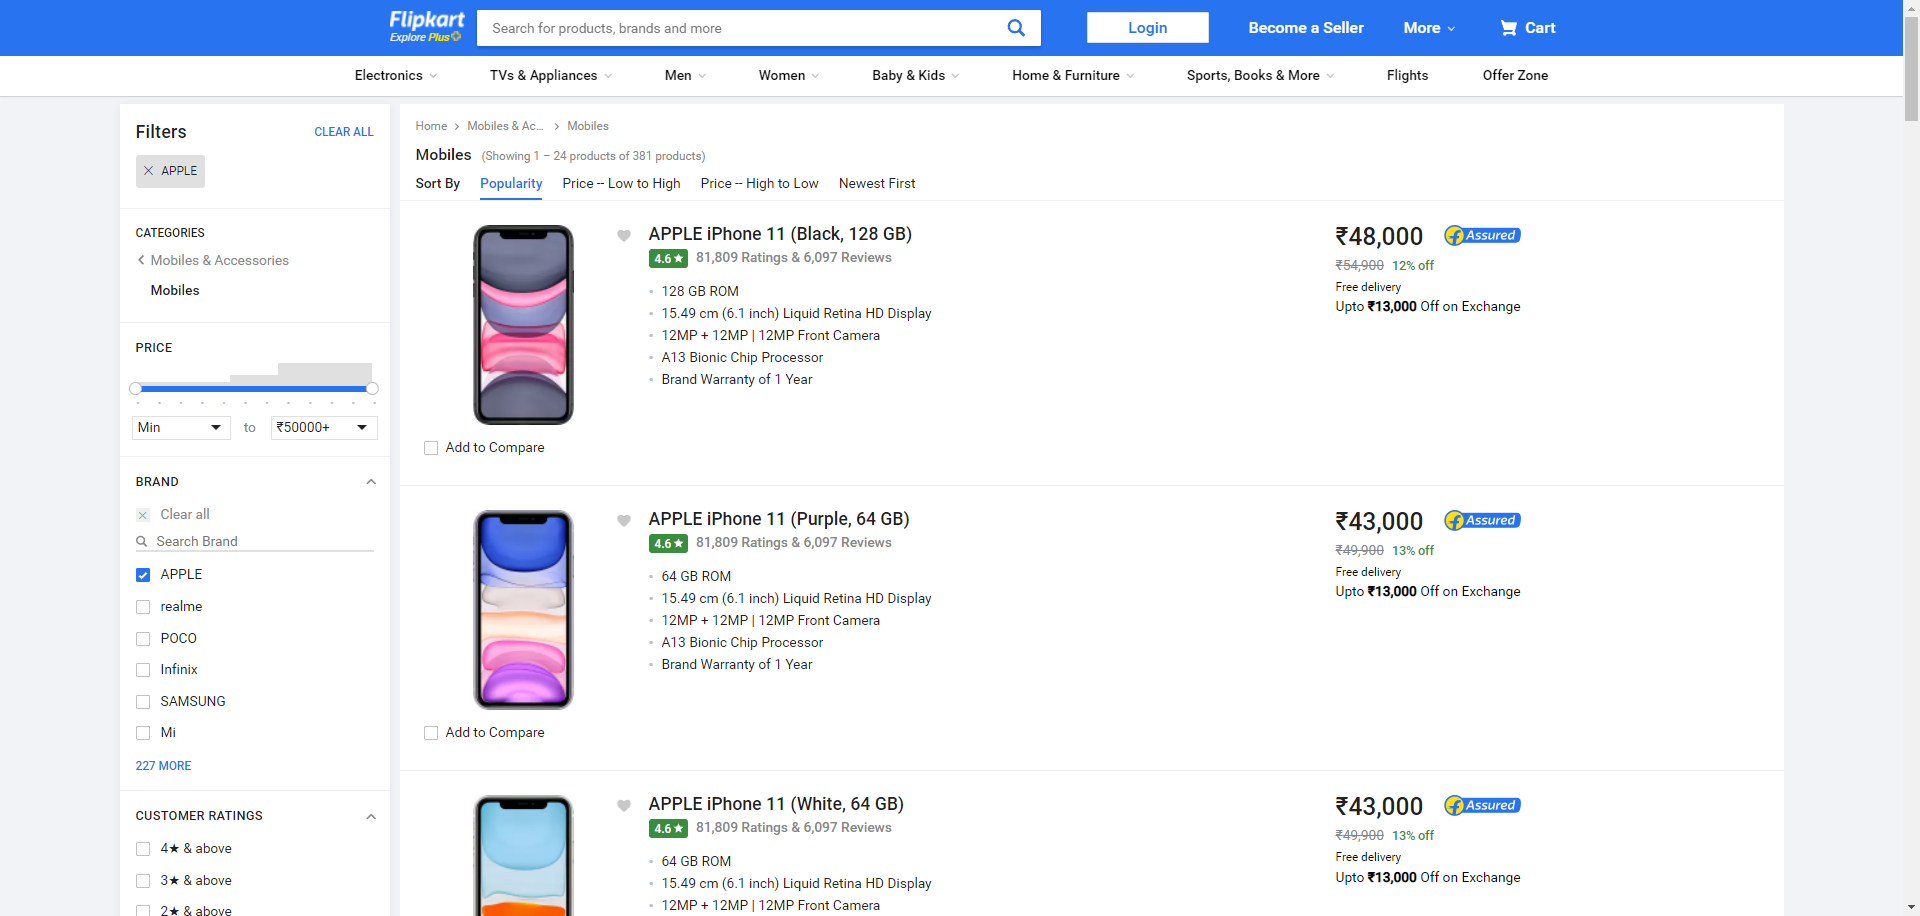 Flipkart
Explore Plus
Search for products, brands and more
Login
Become a Seller
More
Cart
Electronics
TVs & Appliances
Men
Women
Baby & Kids
Home & Furniture
Sports, Books & More
Flights
Offer Zone
Filters
CLEAR ALL
APPLE
CATEGORIES
Mobiles & Accessories
Mobiles
PRICE
Min
to
₹50000+
BRAND
Clear all
Search Brand
APPLE
realme
POCO
Infinix
SAMSUNG
Mi
227 MORE
CUSTOMER RATINGS
4★ & above
3★ & above
2★ & above
Home
Mobiles & Ac...
Mobiles
Mobiles (Showing 1 – 24 products of 381 products)
Sort By
Popularity
Price -- Low to High
Price -- High to Low
Newest First
APPLE iPhone 11 (Black, 128 GB)
4.6★ 81,809 Ratings & 6,097 Reviews
128 GB ROM
15.49 cm (6.1 inch) Liquid Retina HD Display
12MP + 12MP | 12MP Front Camera
A13 Bionic Chip Processor
Brand Warranty of 1 Year
Add to Compare
₹48,000
Assured
₹54,900 12% off
Free delivery
Upto ₹13,000 Off on Exchange
APPLE iPhone 11 (Purple, 64 GB)
4.6★ 81,809 Ratings & 6,097 Reviews
64 GB ROM
15.49 cm (6.1 inch) Liquid Retina HD Display
12MP + 12MP | 12MP Front Camera
A13 Bionic Chip Processor
Brand Warranty of 1 Year
Add to Compare
₹43,000
Assured
₹49,900 13% off
Free delivery
Upto ₹13,000 Off on Exchange
APPLE iPhone 11 (White, 64 GB)
4.6★ 81,809 Ratings & 6,097 Reviews
64 GB ROM
15.49 cm (6.1 inch) Liquid Retina HD Display
12MP + 12MP | 12MP Front Camera
₹43,000
Assured
₹49,900 13% off
Free delivery
Upto ₹13,000 Off on Exchange